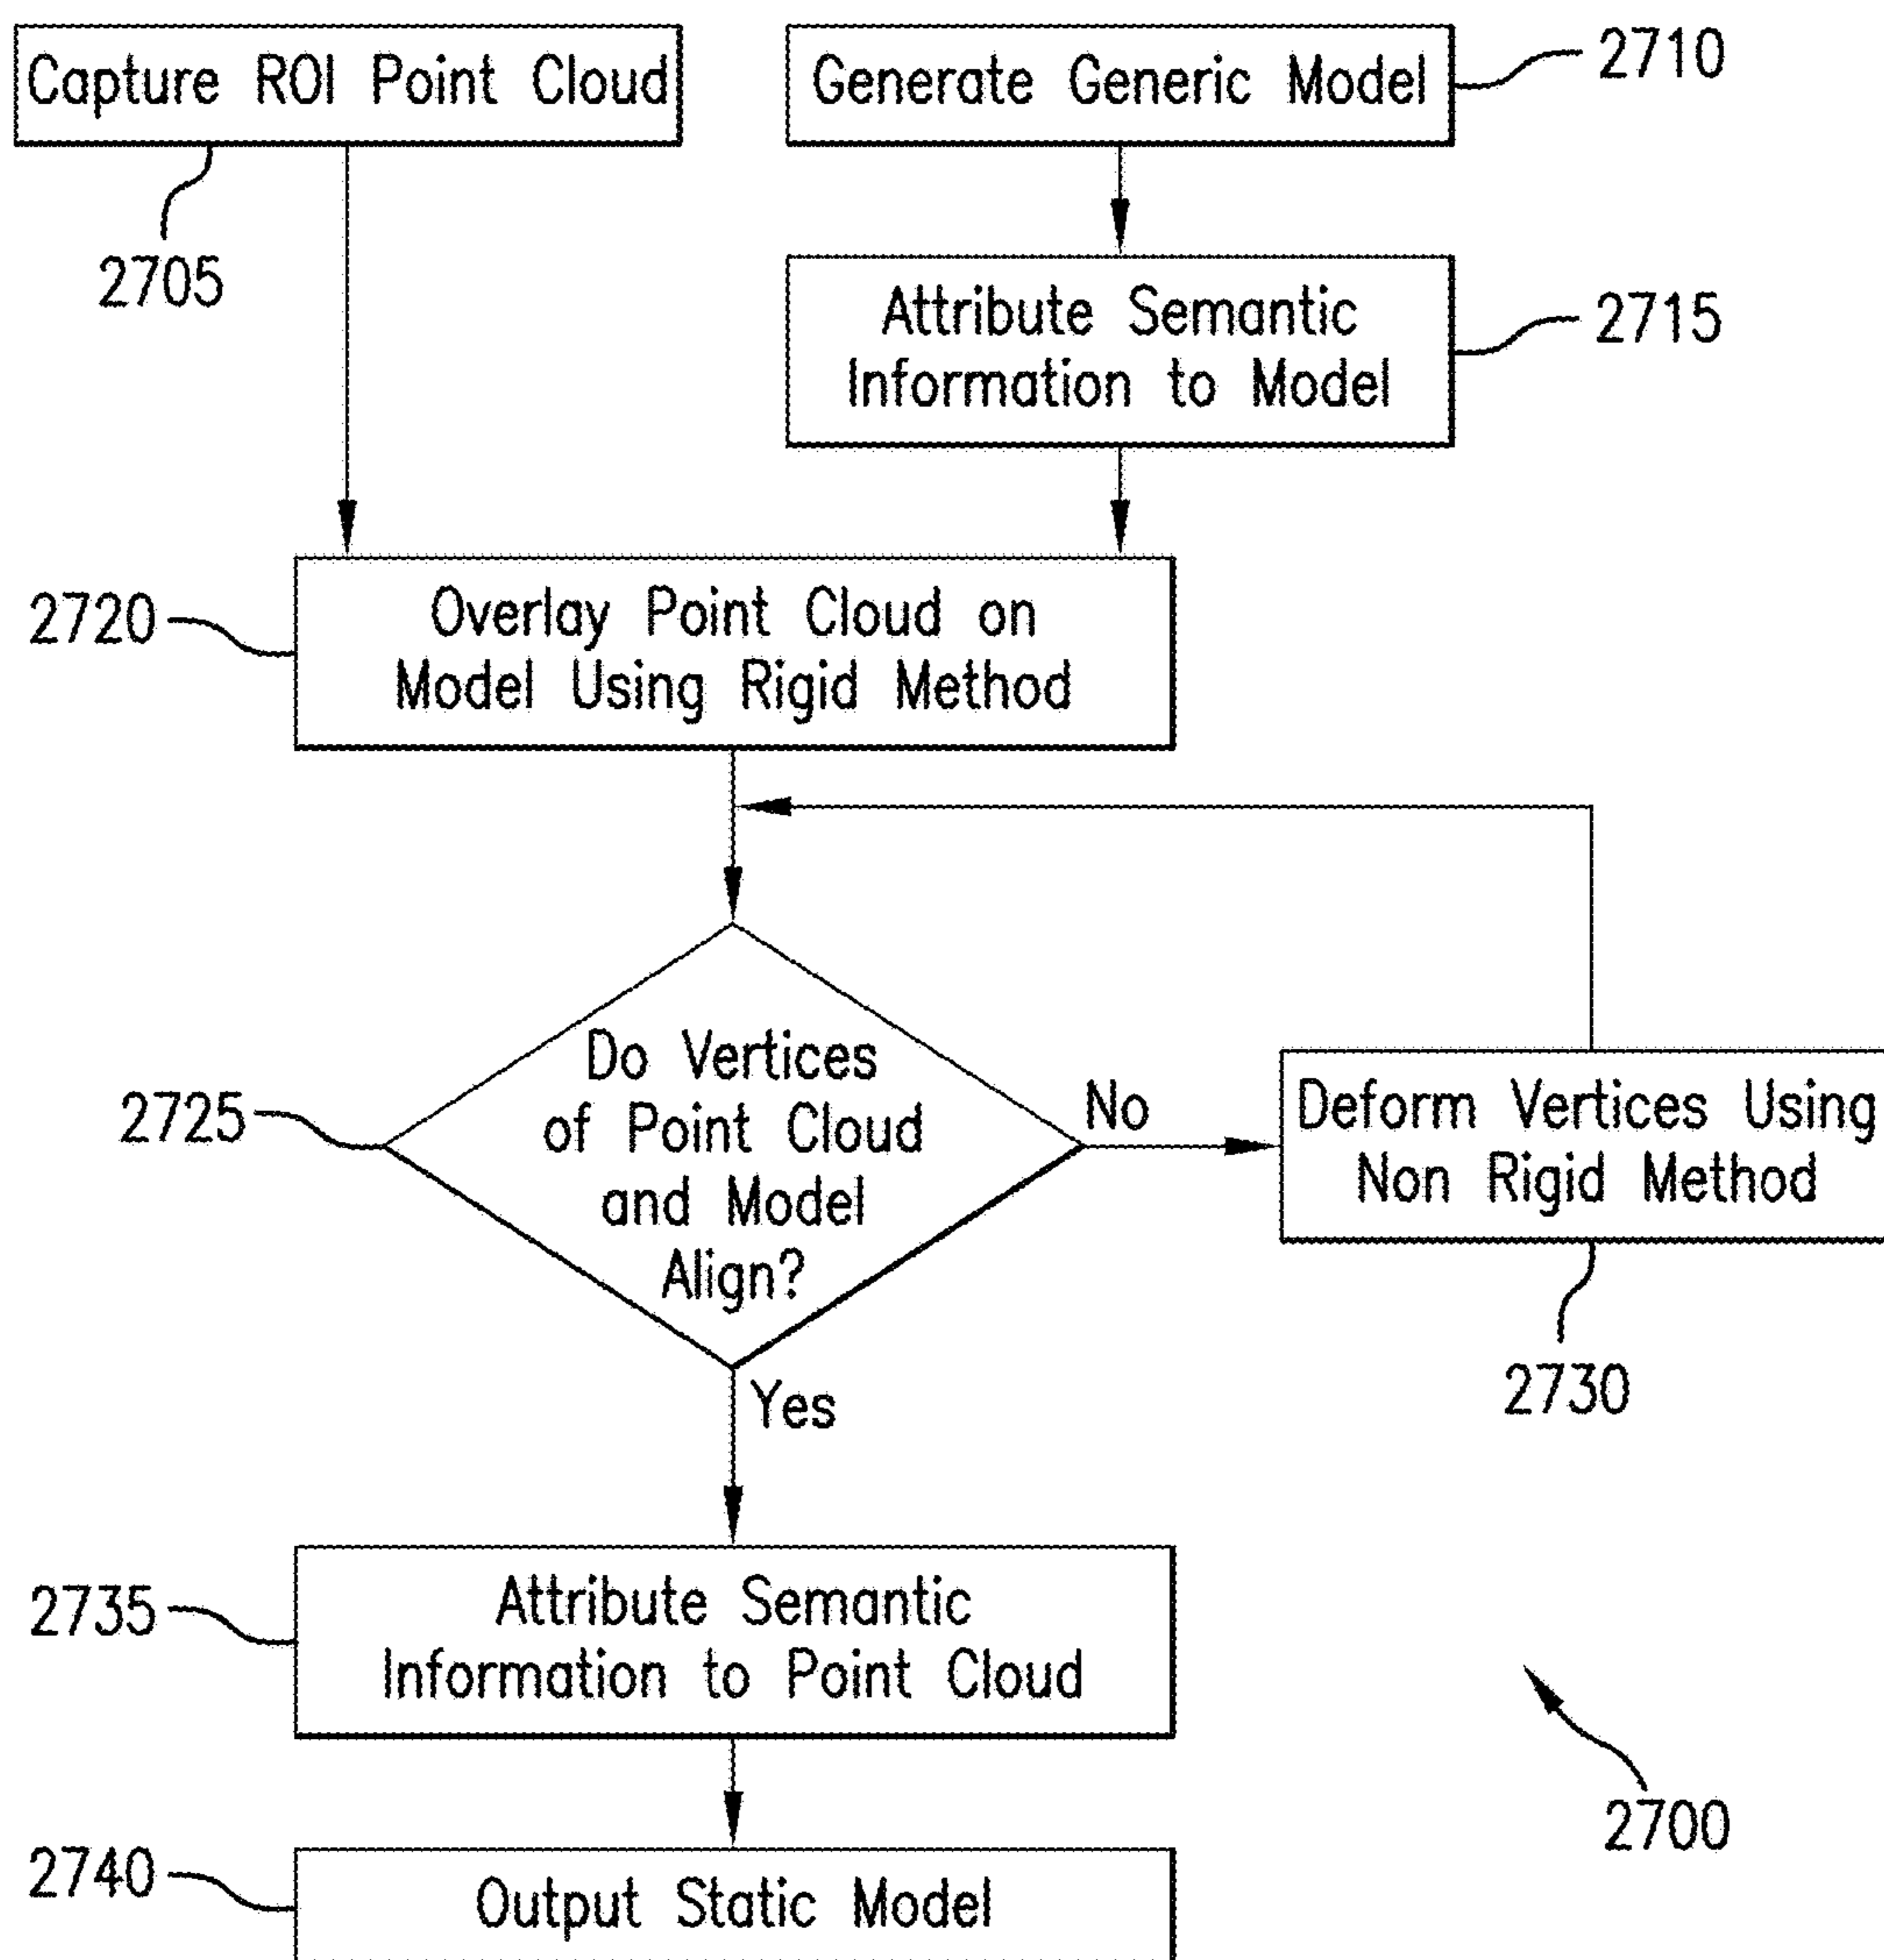 Capture ROI Point Cloud
2705
Generate Generic Model
2710
Attribute Semantic
Information to Model
2715
2720
Overlay Point Cloud on
Model Using Rigid Method
2725
Do Vertices
of Point Cloud
and Model
Align?
No
Deform Vertices Using
Non Rigid Method
2730
Yes
2735
Attribute Semantic
Information to Point Cloud
2740
Output Static Model
2700